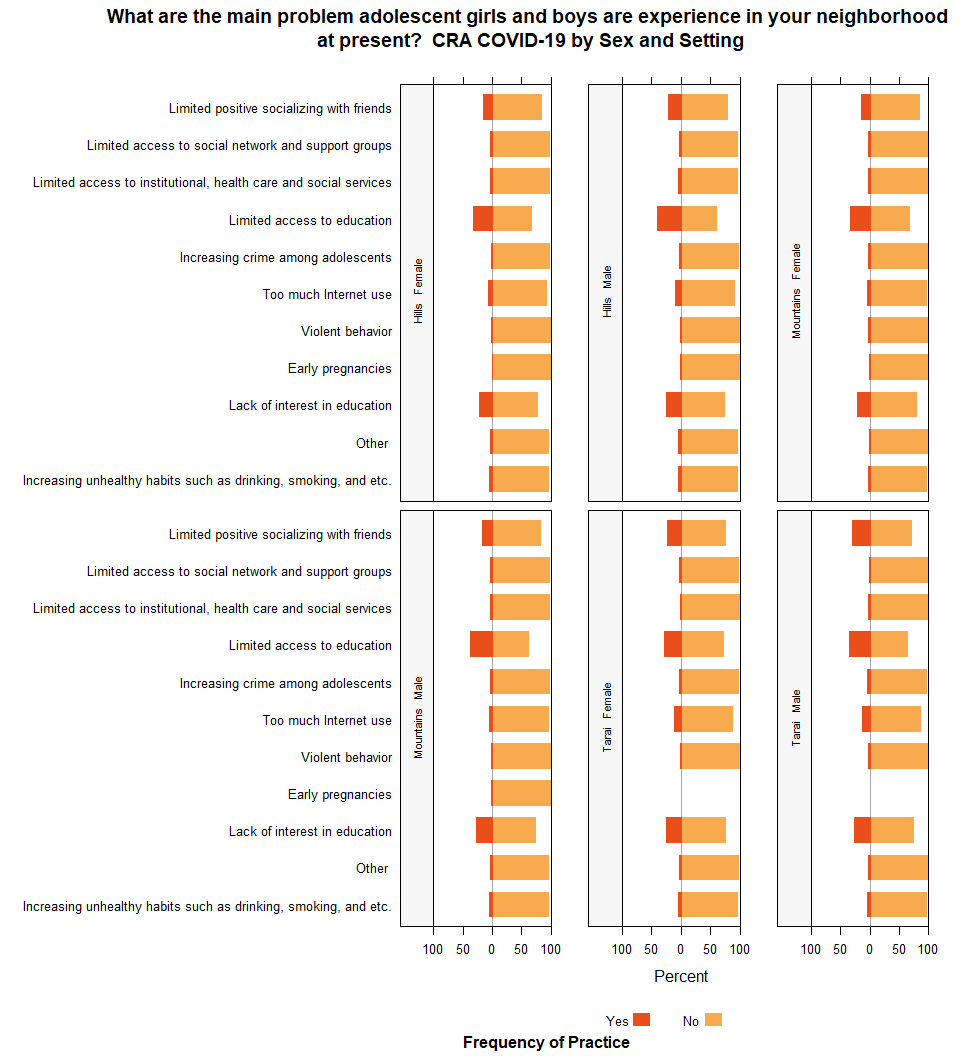 What are the main problem adolescent girls and boys are experience in your neighborhood
at present?  CRA COVID-19 by Sex and Setting
Limited positive socializing with friends
Limited access to social network and support groups
Limited access to institutional, health care and social services
Limited access to education
Increasing crime among adolescents
Too much Internet use
Violent behavior
Early pregnancies
Lack of interest in education
Other
Increasing unhealthy habits such as drinking, smoking, and etc.
Hills Female
Hills Male
Mountains Female
Limited positive socializing with friends
Limited access to social network and support groups
Limited access to institutional, health care and social services
Limited access to education
Increasing crime among adolescents
Too much Internet use
Violent behavior
Early pregnancies
Lack of interest in education
Other
Increasing unhealthy habits such as drinking, smoking, and etc.
Mountains Male
Tarai Female
Tarai Male
100 50 0 50 100 100 50 0 50 100 100 50 0 50 100
Percent
Yes No
Frequency of Practice